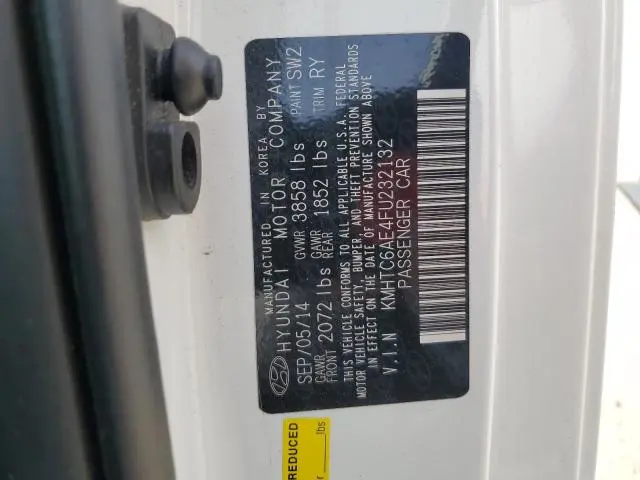 MANUFACTURED IN KOREA BY
HYUNDAI MOTOR COMPANY
SEP/05/14 GVWR 3858 lbs PAINT SW2
GAWR FRONT 2072 lbs GAWR REAR 1852 lbs TRIM RY
THIS VEHICLE CONFORMS TO ALL APPLICABLE U.S.A. FEDERAL
MOTOR VEHICLE SAFETY, BUMPER, AND THEFT PREVENTION STANDARDS
IN EFFECT ON THE DATE OF MANUFACTURE SHOWN ABOVE
V.I.N KMHTC6AE4FU232132
PASSENGER CAR
REDUCED
lbs